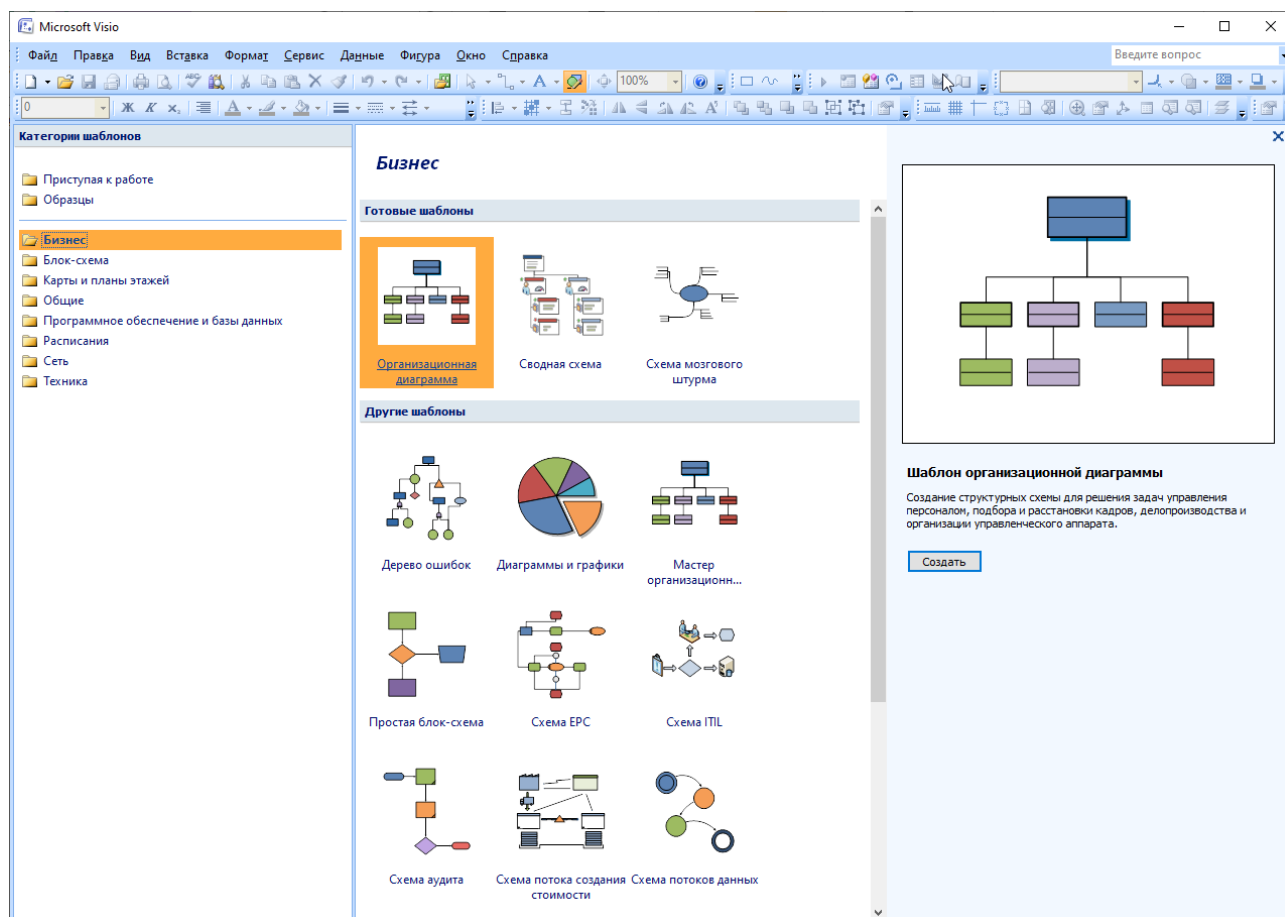 Microsoft Visio
Файл Правка Вид Вставка Формат Сервис Данные Фигура Окно Справка
Введите вопрос
100%
0
Ж К x₂
Категории шаблонов
Приступая к работе
Образцы
Бизнес
Блок-схема
Карты и планы этажей
Общие
Программное обеспечение и базы данных
Расписания
Сеть
Техника
Бизнес
Готовые шаблоны
Организационная
диаграмма
Сводная схема
Схема мозгового
штурма
Другие шаблоны
Дерево ошибок
Диаграммы и графики
Мастер
организационн...
Простая блок-схема
Схема EPC
Схема ITIL
Схема аудита
Схема потока создания
стоимости
Схема потоков данных
Шаблон организационной диаграммы
Создание структурных схемы для решения задач управления
персоналом, подбора и расстановки кадров, делопроизводства и
организации управленческого аппарата.
Создать